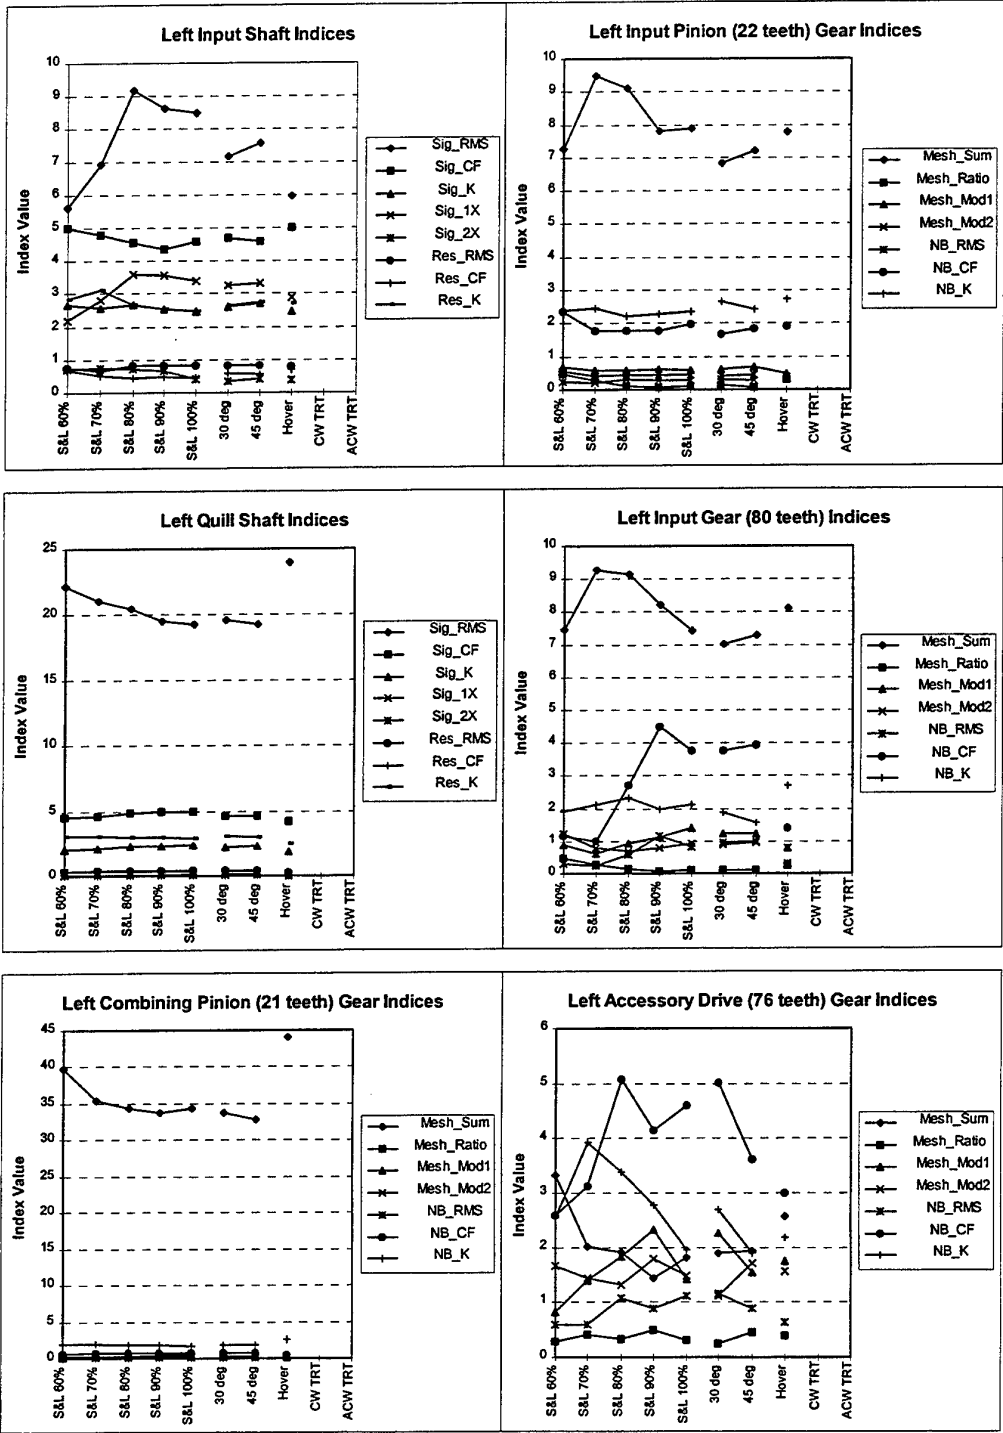 Left Input Shaft Indices
Index Value
10
9
8
7
6
5
4
3
2
1
0
S&L 60%
S&L 70%
S&L 80%
S&L 90%
S&L 100%
30 deg
45 deg
Hover
CW TRT
ACW TRT
Sig_RMS
Sig_CF
Sig_K
Sig_1X
Sig_2X
Res_RMS
Res_CF
Res_K
Left Input Pinion (22 teeth) Gear Indices
Index Value
10
9
8
7
6
5
4
3
2
1
0
S&L 60%
S&L 70%
S&L 80%
S&L 90%
S&L 100%
30 deg
45 deg
Hover
CW TRT
ACW TRT
Mesh_Sum
Mesh_Ratio
Mesh_Mod1
Mesh_Mod2
NB_RMS
NB_CF
NB_K
Left Quill Shaft Indices
Index Value
25
20
15
10
5
0
S&L 60%
S&L 70%
S&L 80%
S&L 90%
S&L 100%
30 deg
45 deg
Hover
CW TRT
ACW TRT
Sig_RMS
Sig_CF
Sig_K
Sig_1X
Sig_2X
Res_RMS
Res_CF
Res_K
Left Input Gear (80 teeth) Indices
Index Value
10
9
8
7
6
5
4
3
2
1
0
S&L 60%
S&L 70%
S&L 80%
S&L 90%
S&L 100%
30 deg
45 deg
Hover
CW TRT
ACW TRT
Mesh_Sum
Mesh_Ratio
Mesh_Mod1
Mesh_Mod2
NB_RMS
NB_CF
NB_K
Left Combining Pinion (21 teeth) Gear Indices
Index Value
45
40
35
30
25
20
15
10
5
0
S&L 60%
S&L 70%
S&L 80%
S&L 90%
S&L 100%
30 deg
45 deg
Hover
CW TRT
ACW TRT
Mesh_Sum
Mesh_Ratio
Mesh_Mod1
Mesh_Mod2
NB_RMS
NB_CF
NB_K
Left Accessory Drive (76 teeth) Gear Indices
Index Value
6
5
4
3
2
1
0
S&L 60%
S&L 70%
S&L 80%
S&L 90%
S&L 100%
30 deg
45 deg
Hover
CW TRT
ACW TRT
Mesh_Sum
Mesh_Ratio
Mesh_Mod1
Mesh_Mod2
NB_RMS
NB_CF
NB_K